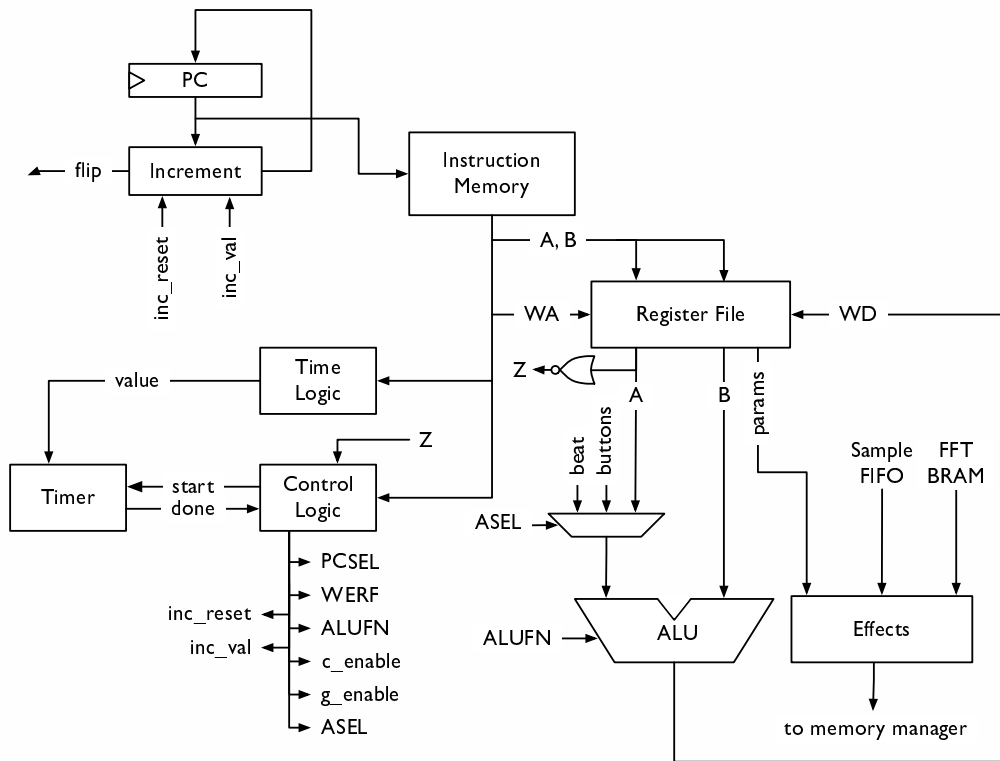 PC
flip
Increment
Instruction
Memory
inc_reset
inc_val
A, B
WA
Register File
WD
Time
Logic
value
Z
A
B
params
beat
buttons
Z
Sample
FIFO
FFT
BRAM
Timer
start
done
Control
Logic
ASEL
PCSEL
WERF
inc_reset
ALUFN
inc_val
c_enable
g_enable
ASEL
ALUFN
ALU
Effects
to memory manager